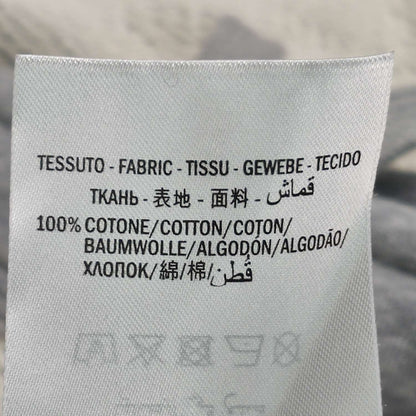 TESSUTO - FABRIC - TISSU - GEWEBE - TECIDO
ТКАНЬ - 表地 - 面料 - قماش
100% COTONE/COTTON/COTON/
BAUMWOLLE/ALGODÓN/ALGODÃO/
ХЛОПОК/綿/棉/قُطن